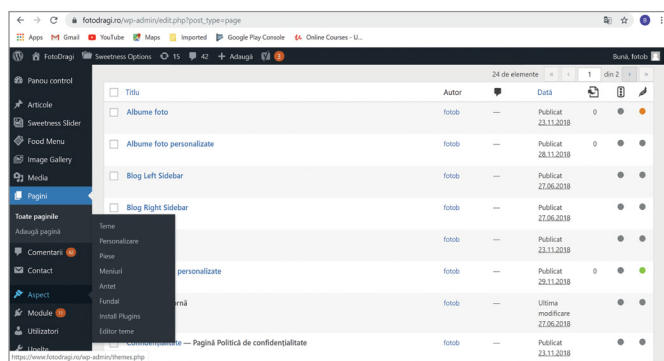 fotodragi.ro/wp-admin/edit.php?post_type=page
Apps Gmail YouTube Maps Imported Google Play Console Online Courses - U...
FotoDragi Sweetness Options 15 42 + Adaugă 3 Bună, fotob
24 de elemente « ‹ 1 din 2 › »
Panou control
Articole
Sweetness Slider
Food Menu
Image Gallery
Media
Pagini
Toate paginile
Adaugă pagină
Comentarii 42
Contact
Aspect
Module
Utilizatori
Unelte
Teme
Personalizare
Piese
Meniuri
Antet
Fundal
Install Plugins
Editor teme
Titlu Autor Dată
Albume foto fotob — Publicat 0
23.11.2018
Albume foto personalizate fotob — Publicat 0
28.11.2018
Blog Left Sidebar fotob — Publicat
27.06.2018
Blog Right Sidebar fotob — Publicat
27.06.2018
fotob — Publicat
23.11.2018
personalizate fotob — Publicat 0
29.11.2018
fotob — Ultima
modificare
27.06.2018
Confidențialitate — Pagină Politică de confidențialitate fotob — Publicat
23.11.2018
https://www.fotodragi.ro/wp-admin/themes.php